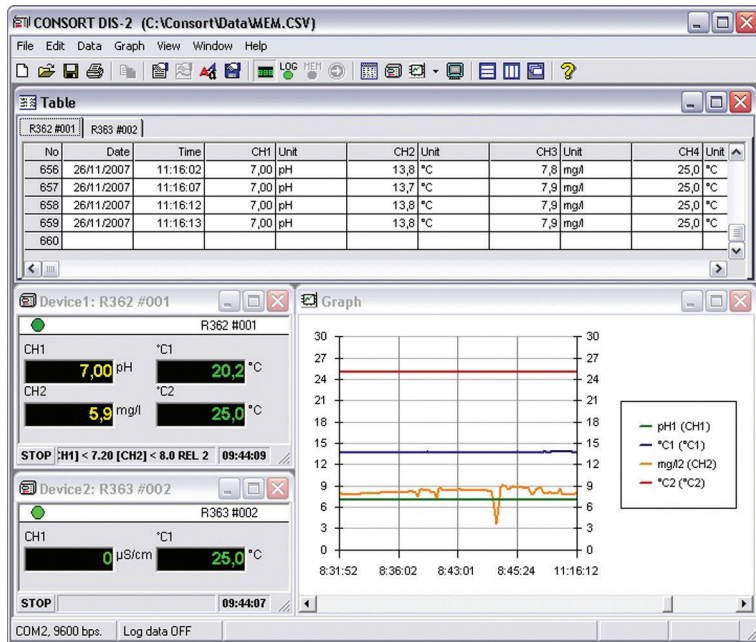 CONSORT DIS-2 (C:\Consort\Data\MEM.CSV)
File Edit Data Graph View Window Help
LOG MEM
Table
R362 #001 R363 #002
No Date Time CH1 Unit CH2 Unit CH3 Unit CH4 Unit
656 26/11/2007 11:16:02 7,00 pH 13,8 °C 7,8 mg/l 25,0 °C
657 26/11/2007 11:16:07 7,00 pH 13,7 °C 7,9 mg/l 25,0 °C
658 26/11/2007 11:16:12 7,00 pH 13,8 °C 7,9 mg/l 25,0 °C
659 26/11/2007 11:16:13 7,00 pH 13,8 °C 7,9 mg/l 25,0 °C
660
Device1: R362 #001
R362 #001
CH1 °C1
7,00 pH 20,2 °C
CH2 °C2
5,9 mg/l 25,0 °C
STOP :H1] < 7.20 [CH2] < 8.0 REL 2 09:44:09
Device2: R363 #002
R363 #002
CH1 °C1
0 µS/cm 25,0 °C
STOP 09:44:07
Graph
30 30
27 27
25 25
21 21
18 18
15 15
12 12
9 9
6 6
3 3
0 0
8:31:52 8:36:02 8:43:01 8:45:24 11:16:12
pH1 (CH1)
°C1 (°C1)
mg/l2 (CH2)
°C2 (°C2)
COM2, 9600 bps. Log data OFF